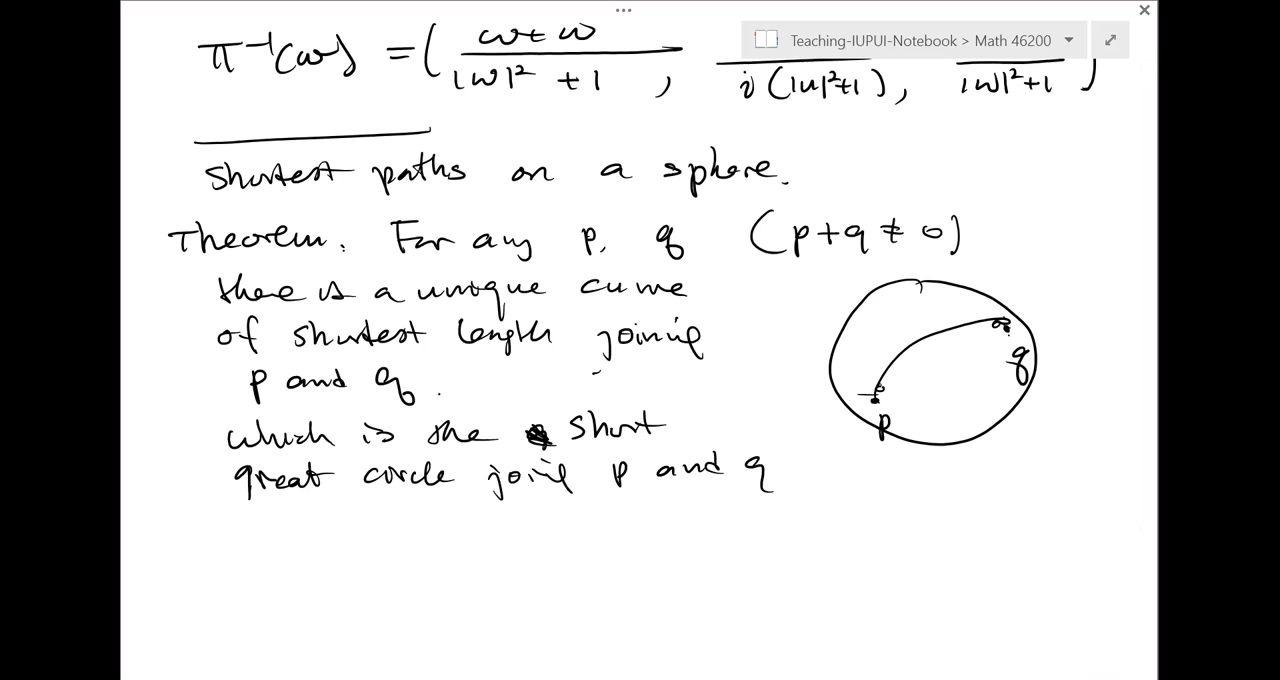 Teaching-IUPUI-Notebook > Math 46200
π⁻¹(w) = ( w + w / |w|² + 1 , i(|w|²+1), |w|²+1 )
Shortest paths on a sphere.
Theorem. For any p, q (p+q ≠ 0)
there is a unique curve
of shortest length joining
p and q.
which is the short
great circle joining p and q
q
p